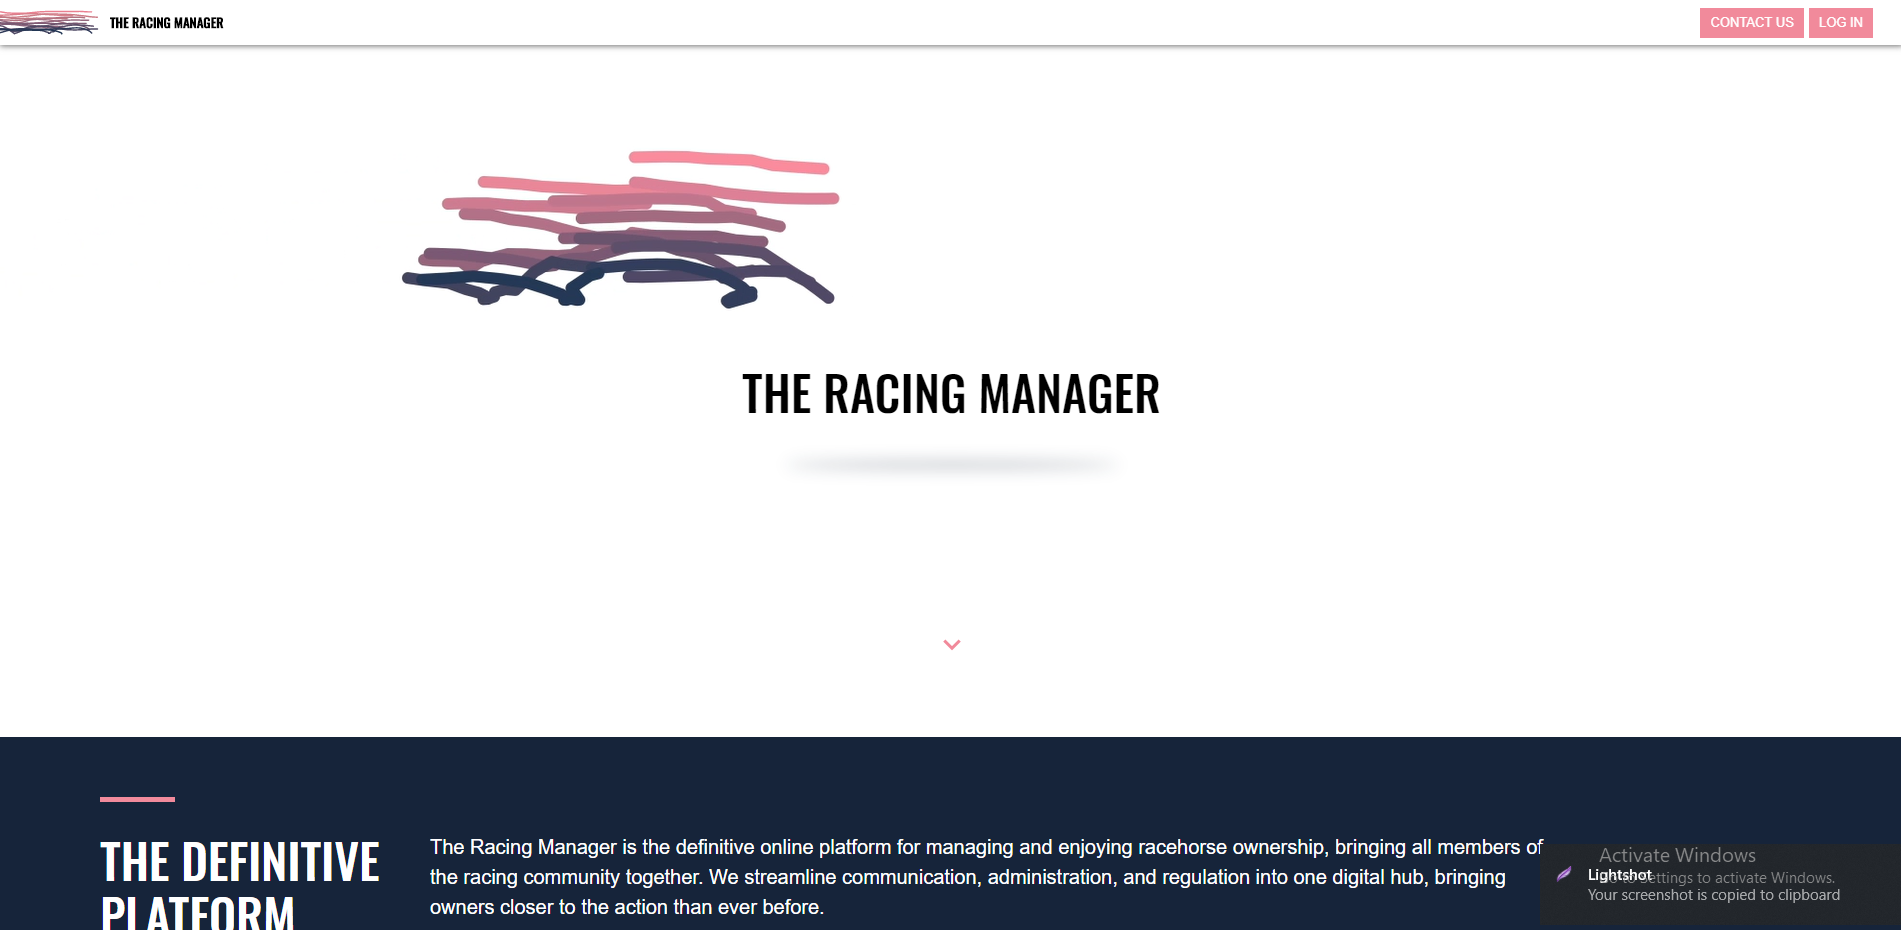 THE RACING MANAGER
CONTACT US
LOG IN
THE RACING MANAGER
THE DEFINITIVE
PLATFORM
The Racing Manager is the definitive online platform for managing and enjoying racehorse ownership, bringing all members of
the racing community together. We streamline communication, administration, and regulation into one digital hub, bringing
owners closer to the action than ever before.
Activate Windows
Lightshot
to Settings to activate Windows.
Your screenshot is copied to clipboard